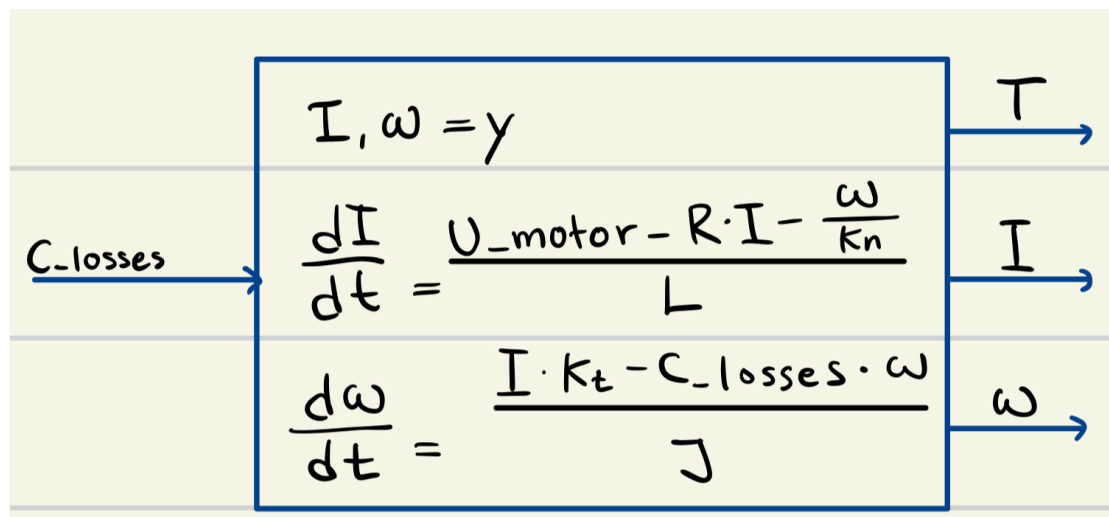 I, ω = y
T
dI/dt = (U_motor - R·I - ω/Kn)/L
C_losses
I
dω/dt = (I·Kt - C_losses·ω)/J
ω